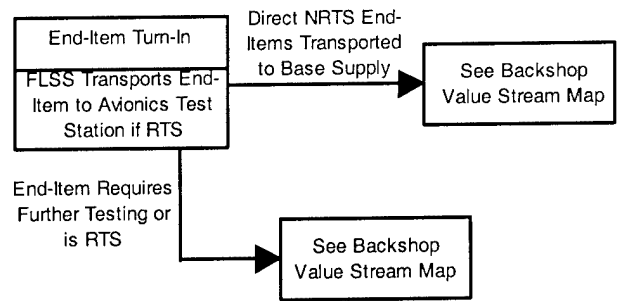 End-Item Turn-In
FLSS Transports End-
Item to Avionics Test
Station if RTS
Direct NRTS End-
Items Transported
to Base Supply
See Backshop
Value Stream Map
End-Item Requires
Further Testing or
is RTS
See Backshop
Value Stream Map